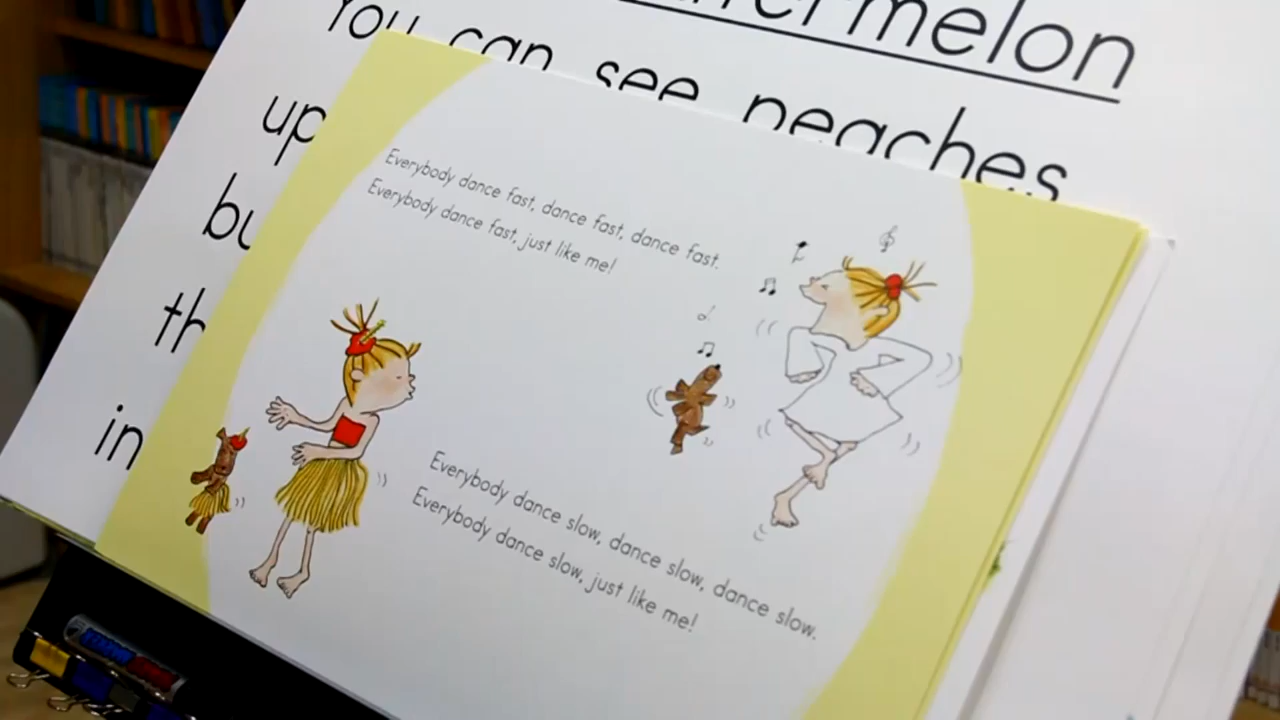 termelon
You can see peaches
up
bu
th
in
Everybody dance fast, dance fast, dance fast.
Everybody dance fast, just like me!
Everybody dance slow, dance slow, dance slow.
Everybody dance slow, just like me!